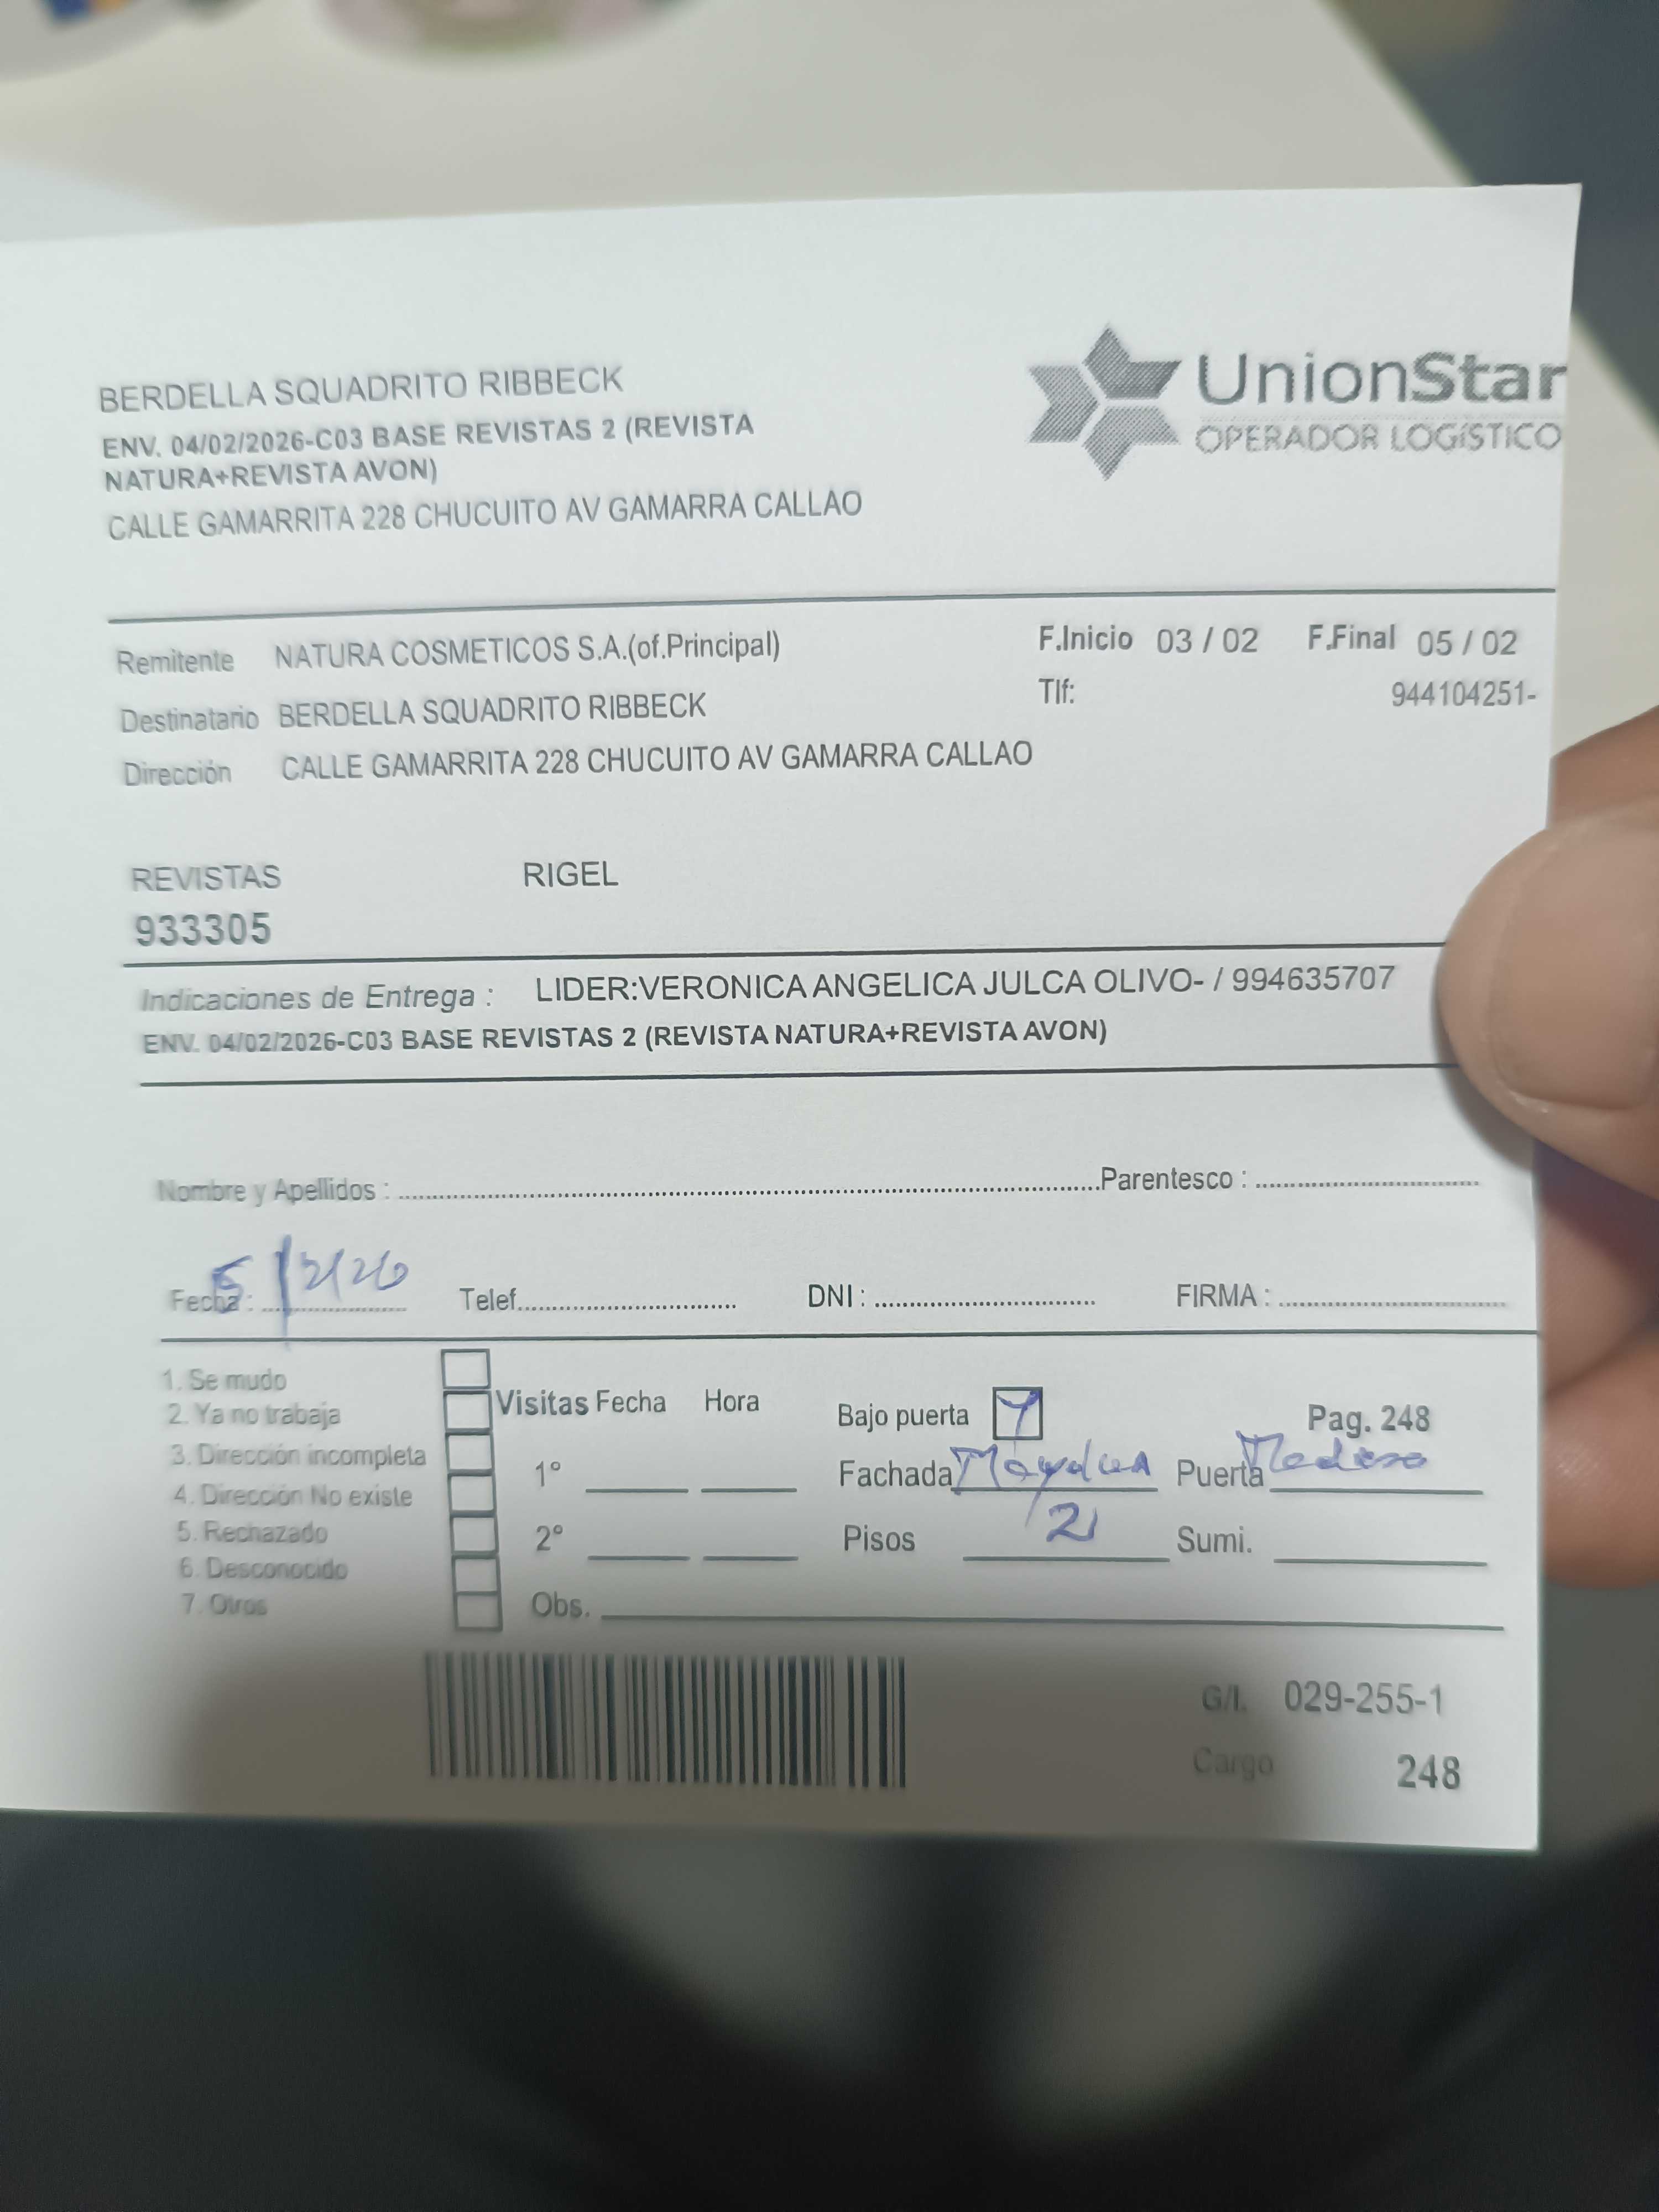 BERDELLA SQUADRITO RIBBECK
ENV. 04/02/2026-C03 BASE REVISTAS 2 (REVISTA
NATURA+REVISTA AVON)
CALLE GAMARRITA 228 CHUCUITO AV GAMARRA CALLAO
UnionStar
OPERADOR LOGÍSTICO
Remitente NATURA COSMETICOS S.A.(of.Principal) F.Inicio 03 / 02 F.Final 05 / 02
Destinatario BERDELLA SQUADRITO RIBBECK Tlf: 944104251-
Dirección CALLE GAMARRITA 228 CHUCUITO AV GAMARRA CALLAO
REVISTAS RIGEL
933305
Indicaciones de Entrega : LIDER:VERONICA ANGELICA JULCA OLIVO- / 994635707
ENV. 04/02/2026-C03 BASE REVISTAS 2 (REVISTA NATURA+REVISTA AVON)
Nombre y Apellidos : Parentesco :
Fecha : 5/2/26 Telef. DNI : FIRMA :
1. Se mudo
2. Ya no trabaja
3. Dirección incompleta
4. Dirección No existe
5. Rechazado
6. Desconocido
7. Otros
Visitas Fecha Hora
1°
2°
Obs.
Bajo puerta Pag. 248
Fachada Puerta Madera
Pisos 2 Sumi.
G/I. 029-255-1
Cargo 248